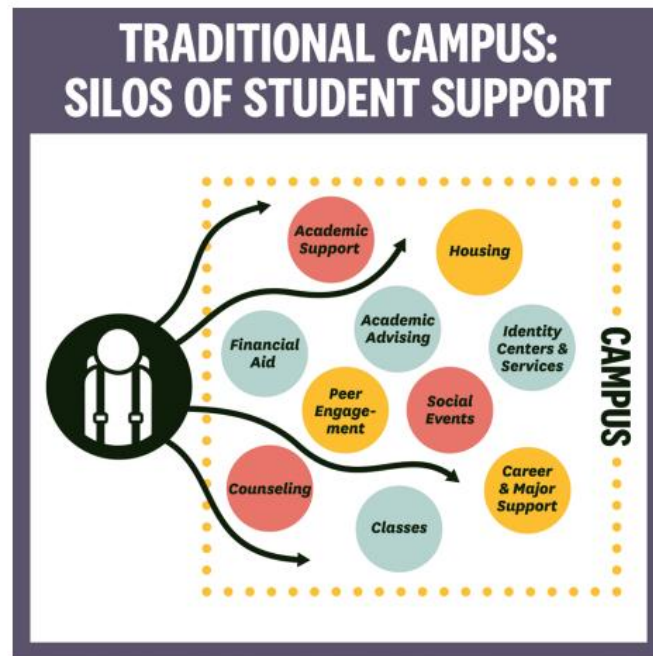 TRADITIONAL CAMPUS:
SILOS OF STUDENT SUPPORT
Academic
Support
Housing
Financial
Aid
Academic
Advising
Identity
Centers &
Services
Peer
Engage-
ment
Social
Events
Counseling
Classes
Career
& Major
Support
CAMPUS